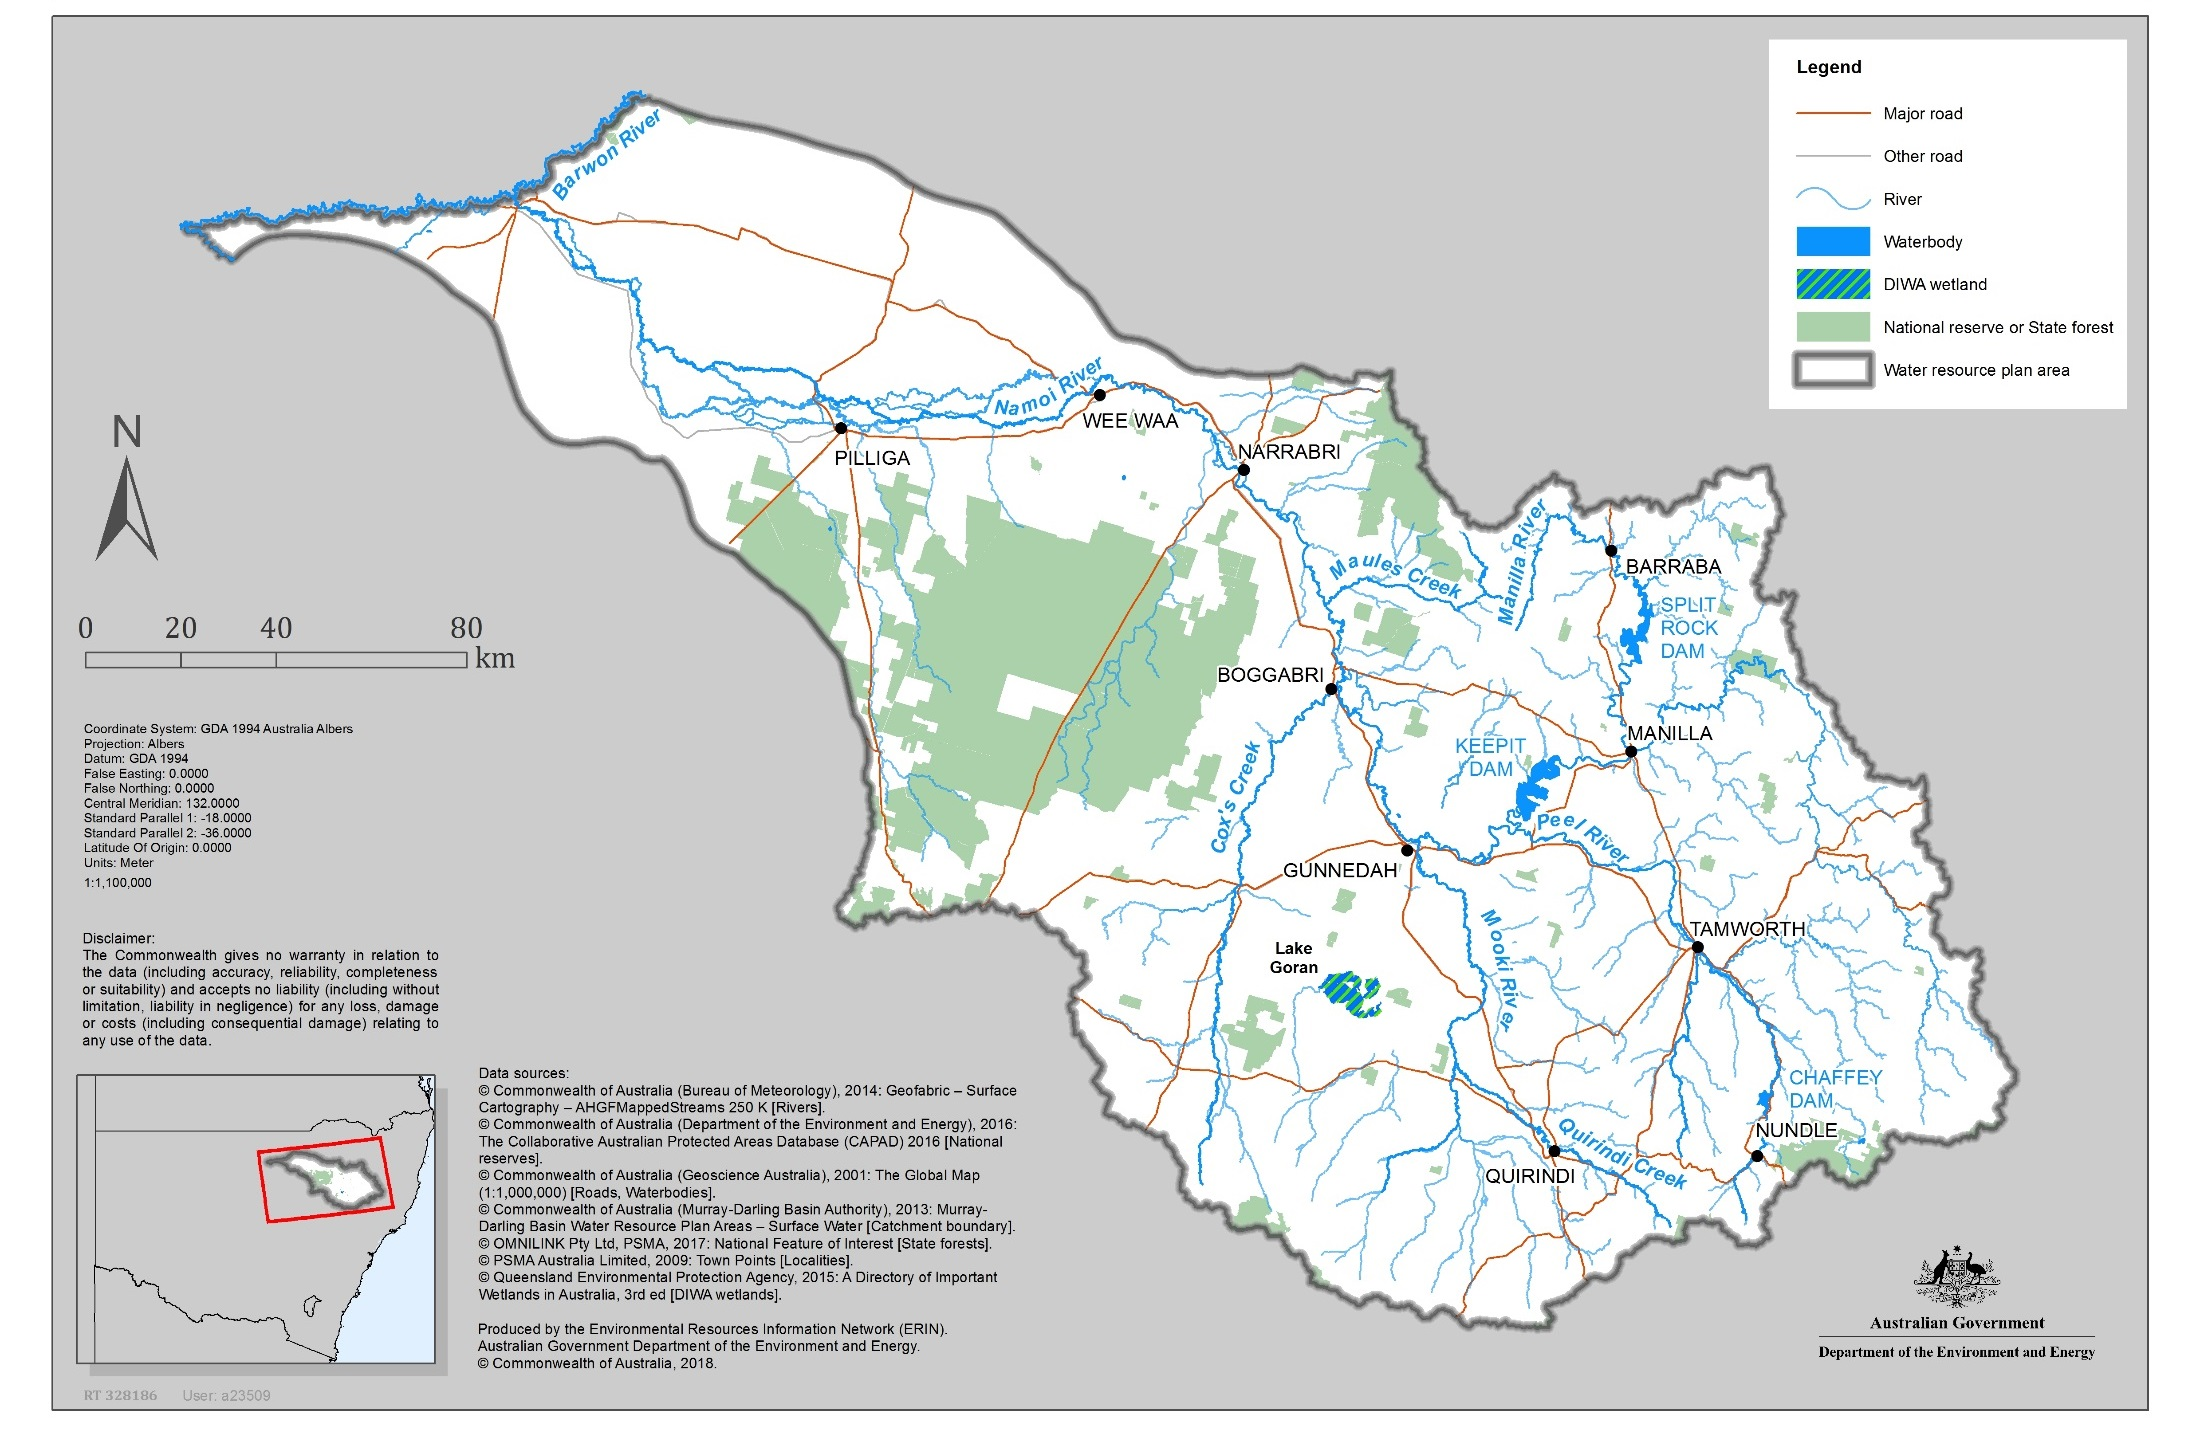 Legend
Major road
Other road
River
Waterbody
DIWA wetland
National reserve or State forest
Water resource plan area
Barwon River
Namoi River
WEE WAA
PILLIGA
NARRABRI
Maules Creek
Manilla River
BARRABA
SPLIT
ROCK
DAM
BOGGABRI
MANILLA
KEEPIT
DAM
Cox's Creek
Peel River
GUNNEDAH
Mooki River
TAMWORTH
Lake
Goran
CHAFFEY
DAM
NUNDLE
Quirindi Creek
QUIRINDI
N
0 20 40 80
km
Coordinate System: GDA 1994 Australia Albers
Projection: Albers
Datum: GDA 1994
False Easting: 0.0000
False Northing: 0.0000
Central Meridian: 132.0000
Standard Parallel 1: -18.0000
Standard Parallel 2: -36.0000
Latitude Of Origin: 0.0000
Units: Meter
1:1,100,000
Disclaimer:
The Commonwealth gives no warranty in relation to
the data (including accuracy, reliability, completeness
or suitability) and accepts no liability (including without
limitation, liability in negligence) for any loss, damage
or costs (including consequential damage) relating to
any use of the data.
Data sources:
© Commonwealth of Australia (Bureau of Meteorology), 2014: Geofabric – Surface
Cartography – AHGFMappedStreams 250 K [Rivers].
© Commonwealth of Australia (Department of the Environment and Energy), 2016:
The Collaborative Australian Protected Areas Database (CAPAD) 2016 [National
reserves].
© Commonwealth of Australia (Geoscience Australia), 2001: The Global Map
(1:1,000,000) [Roads, Waterbodies].
© Commonwealth of Australia (Murray-Darling Basin Authority), 2013: Murray-
Darling Basin Water Resource Plan Areas – Surface Water [Catchment boundary].
© OMNILINK Pty Ltd, PSMA, 2017: National Feature of Interest [State forests].
© PSMA Australia Limited, 2009: Town Points [Localities].
© Queensland Environmental Protection Agency, 2015: A Directory of Important
Wetlands in Australia, 3rd ed [DIWA wetlands].
Produced by the Environmental Resources Information Network (ERIN).
Australian Government Department of the Environment and Energy.
© Commonwealth of Australia, 2018.
Australian Government
Department of the Environment and Energy
RT 328186 User: a23509